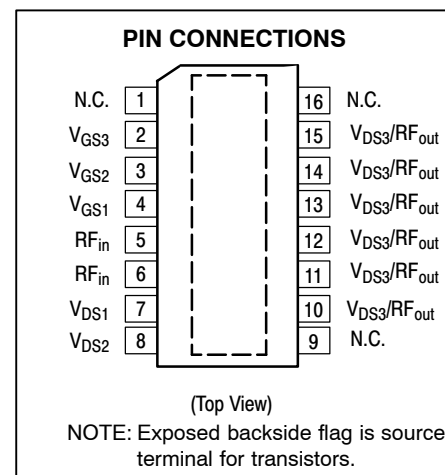 PIN CONNECTIONS
N.C. 1 16 N.C.
VGS3 2 15 VDS3/RFout
VGS2 3 14 VDS3/RFout
VGS1 4 13 VDS3/RFout
RFin 5 12 VDS3/RFout
RFin 6 11 VDS3/RFout
VDS1 7 10 VDS3/RFout
VDS2 8 9 N.C.
(Top View)
NOTE: Exposed backside flag is source
terminal for transistors.